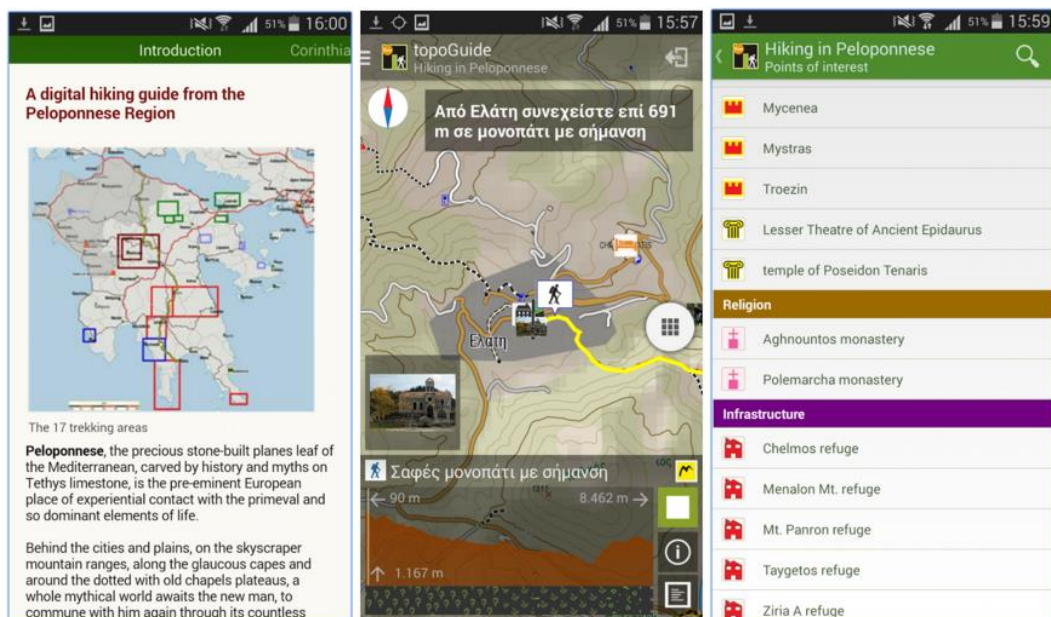 51% 16:00
Introduction Corinthia
A digital hiking guide from the
Peloponnese Region
The 17 trekking areas
Peloponnese, the precious stone-built planes leaf of
the Mediterranean, carved by history and myths on
Tethys limestone, is the pre-eminent European
place of experiential contact with the primeval and
so dominant elements of life.
Behind the cities and plains, on the skyscraper
mountain ranges, along the glaucous capes and
around the dotted with old chapels plateaus, a
whole mythical world awaits the new man, to
commune with him again through its countless
51% 15:57
topoGuide
Hiking in Peloponnese
Από Ελάτη συνεχείστε επί 691
m σε μονοπάτι με σήμανση
Ελάτη
Σαφές μονοπάτι με σήμανση
90 m 8.462 m
1.167 m
51% 15:59
Hiking in Peloponnese
Points of interest
Mycenea
Mystras
Troezin
Lesser Theatre of Ancient Epidaurus
temple of Poseidon Tenaris
Religion
Aghnountos monastery
Polemarcha monastery
Infrastructure
Chelmos refuge
Menalon Mt. refuge
Mt. Panron refuge
Taygetos refuge
Ziria A refuge